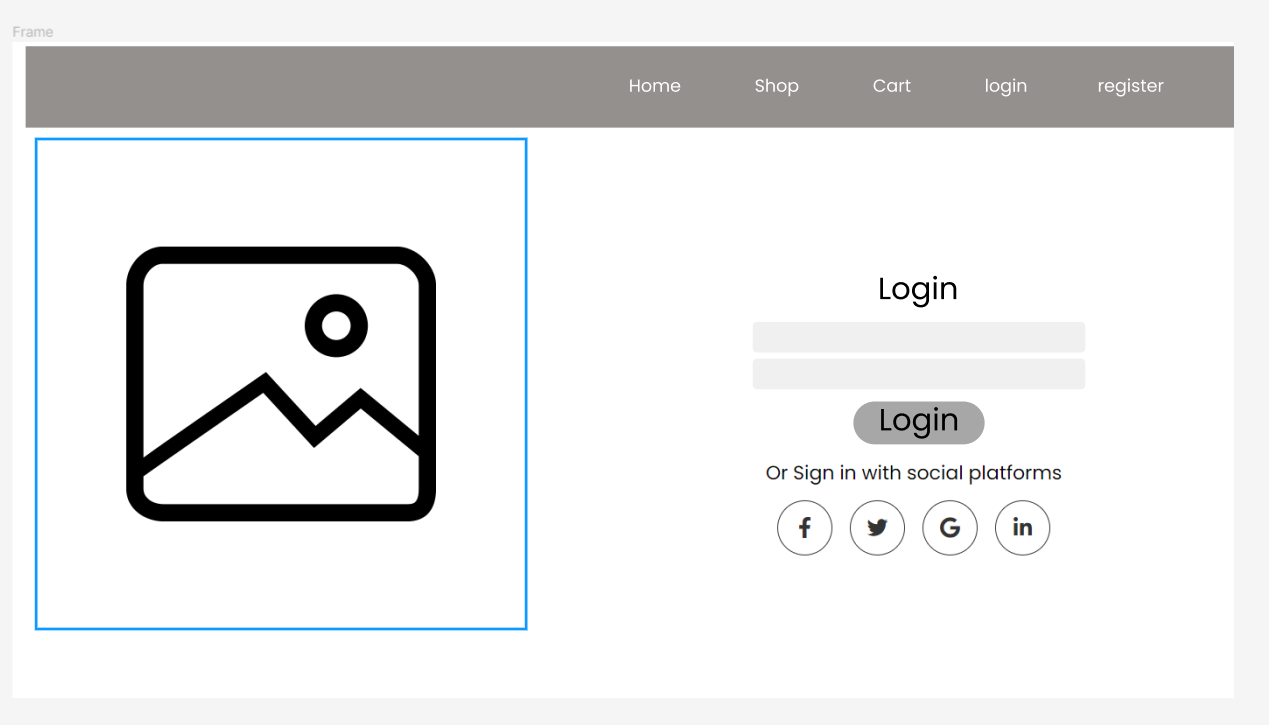 Frame
Home Shop Cart login register
Login
Login
Or Sign in with social platforms
f G in